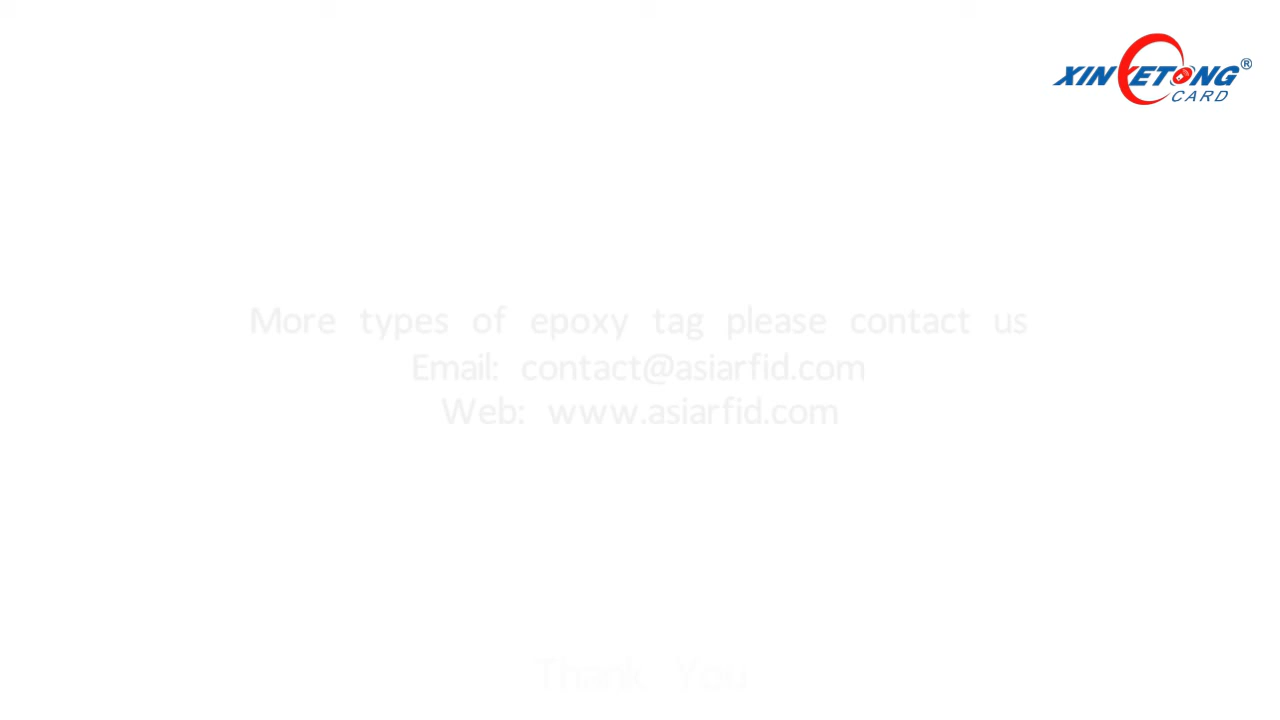 XINKETONG®
CARD
More types of epoxy tag please contact us
Email: contact@asiarfid.com
Web: www.asiarfid.com
Thank You